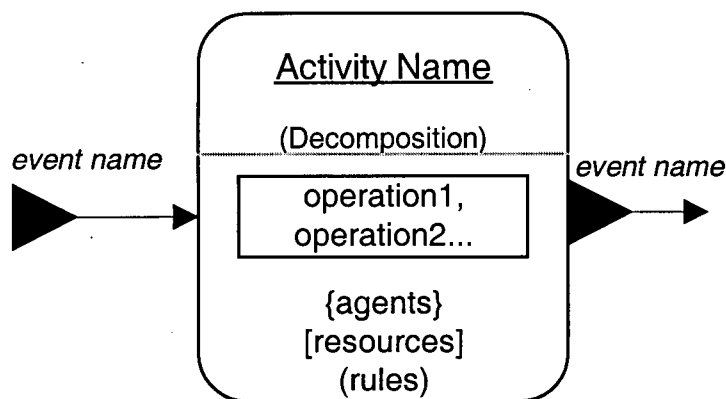 Activity Name
(Decomposition)
event name
event name
operation1,
operation2...
{agents}
[resources]
(rules)